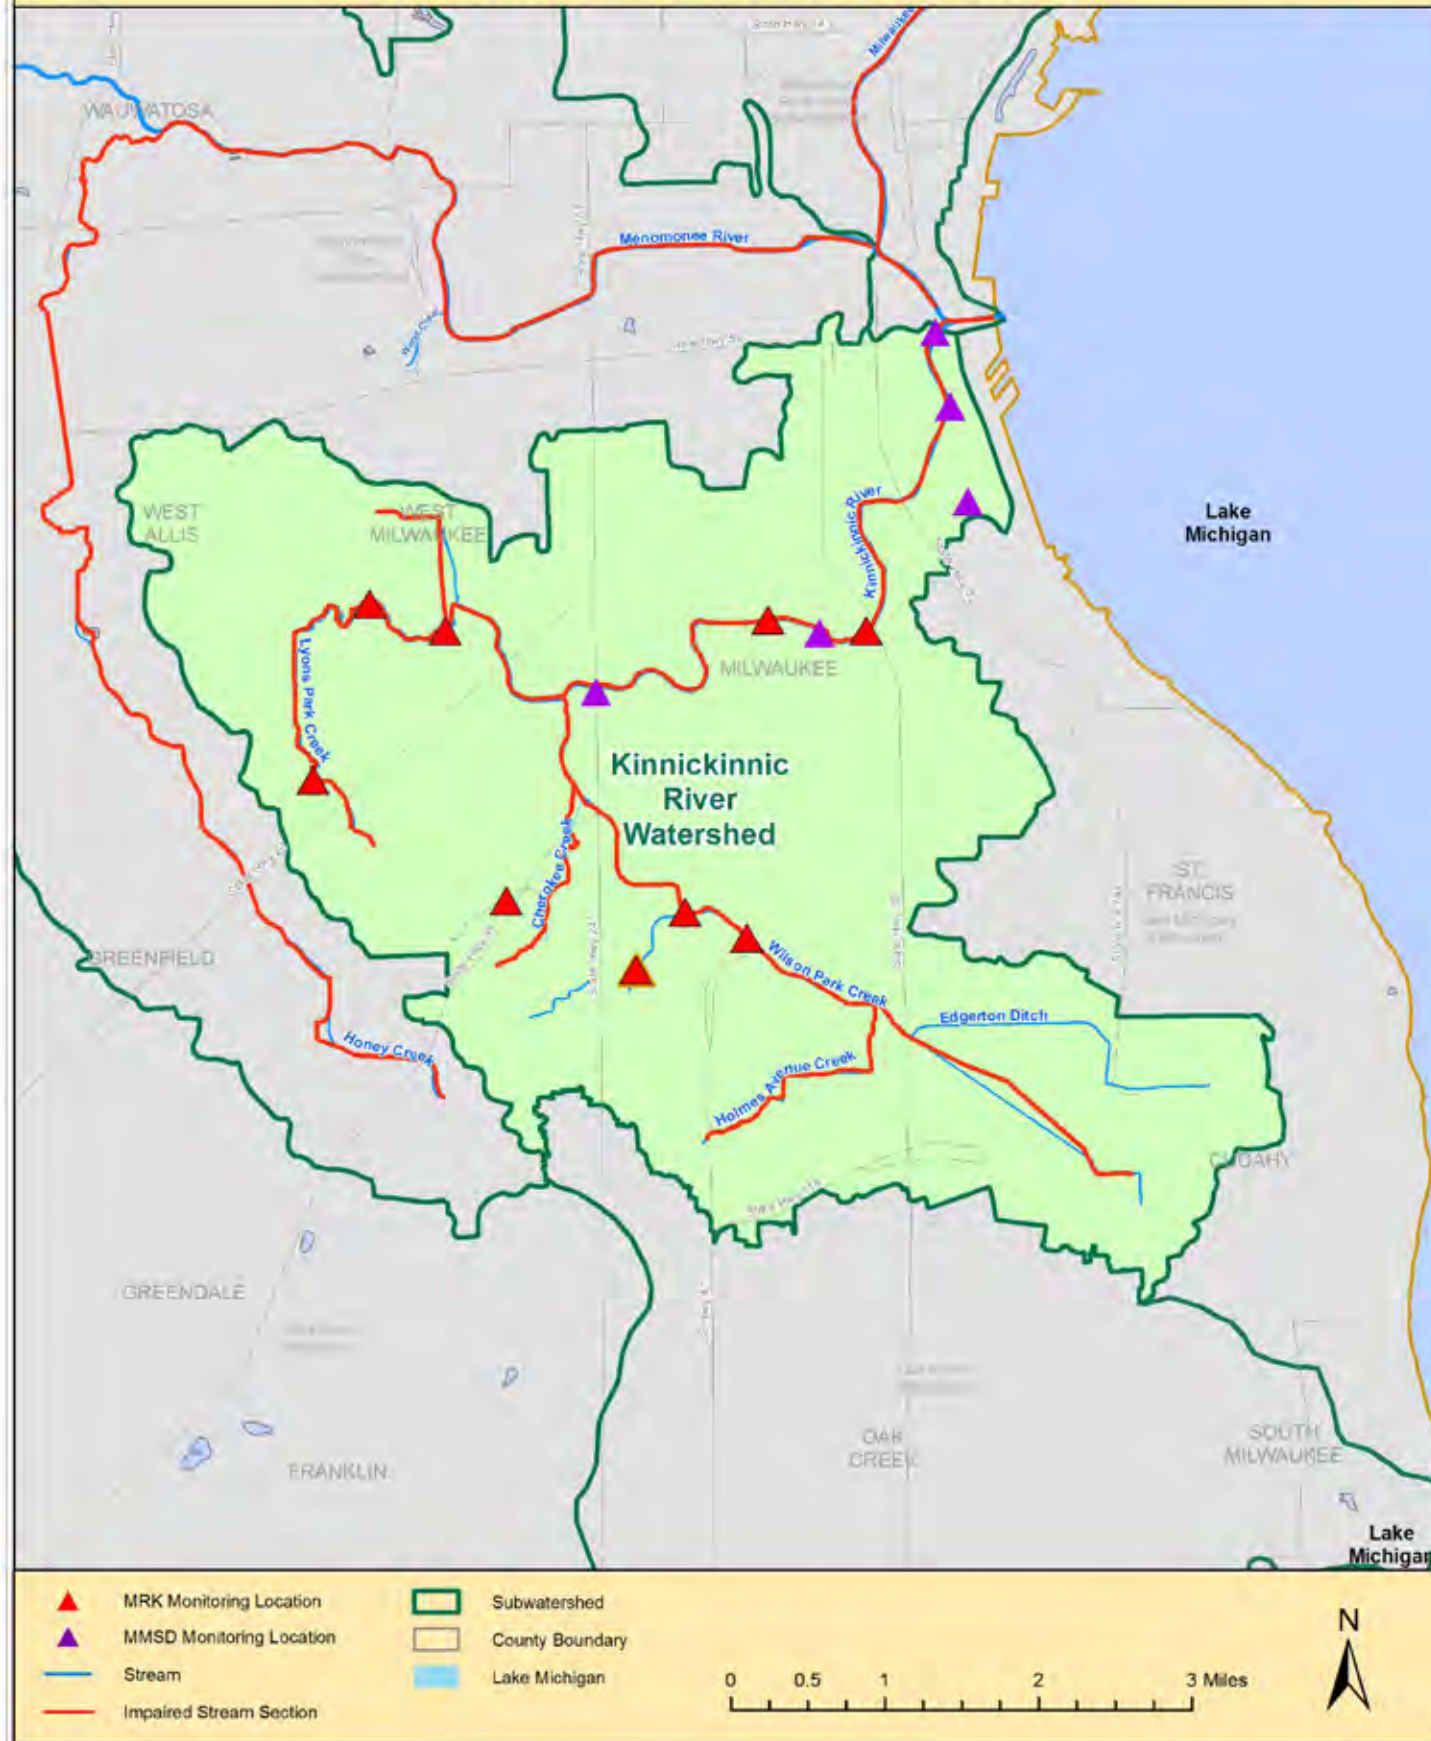 Milwaukee
WAUWATOSA
Menomonee River
WEST
ALLIS
WEST
MILWAUKEE
Kinnickinnic River
Lake
Michigan
Lyons Park Creek
MILWAUKEE
Kinnickinnic
River
Watershed
Cherokee Creek
ST.
FRANCIS
GREENFIELD
Wilson Park Creek
Edgerton Ditch
Honey Creek
Holmes Avenue Creek
CUDAHY
GREENDALE
OAK
CREEK
SOUTH
MILWAUKEE
FRANKLIN
Lake
Michigan
MRK Monitoring Location
MMSD Monitoring Location
Stream
Impaired Stream Section
Subwatershed
County Boundary
Lake Michigan
0 0.5 1 2 3 Miles
N